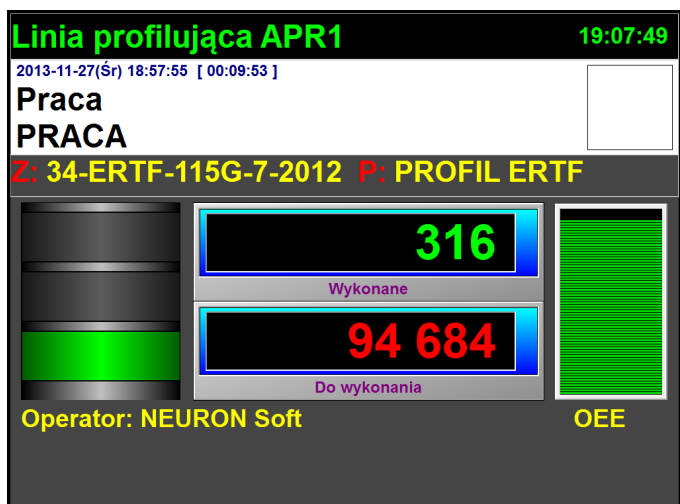 Linia profilująca APR1 19:07:49
2013-11-27(Śr) 18:57:55 [ 00:09:53 ]
Praca
PRACA
Z: 34-ERTF-115G-7-2012 P: PROFIL ERTF
316
Wykonane
94 684
Do wykonania
Operator: NEURON Soft OEE